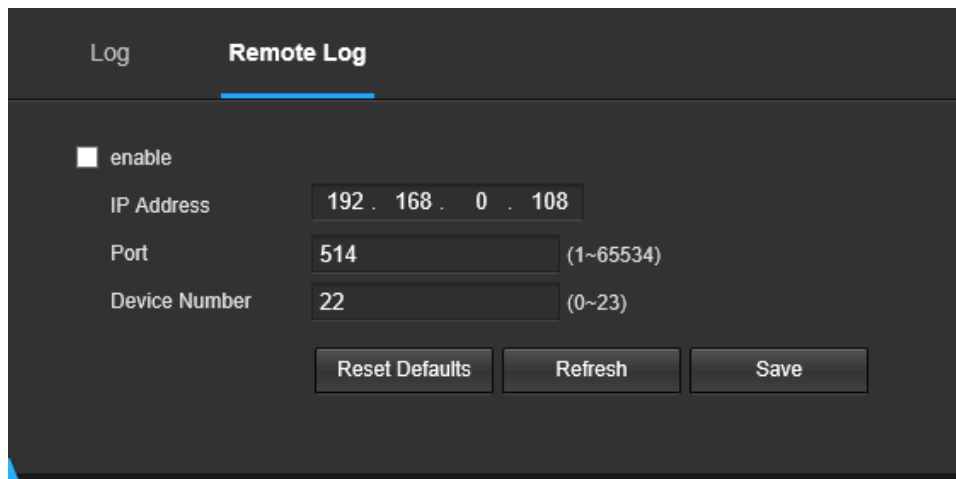 Log Remote Log
enable
IP Address 192 . 168 . 0 . 108
Port 514 (1~65534)
Device Number 22 (0~23)
Reset Defaults Refresh Save